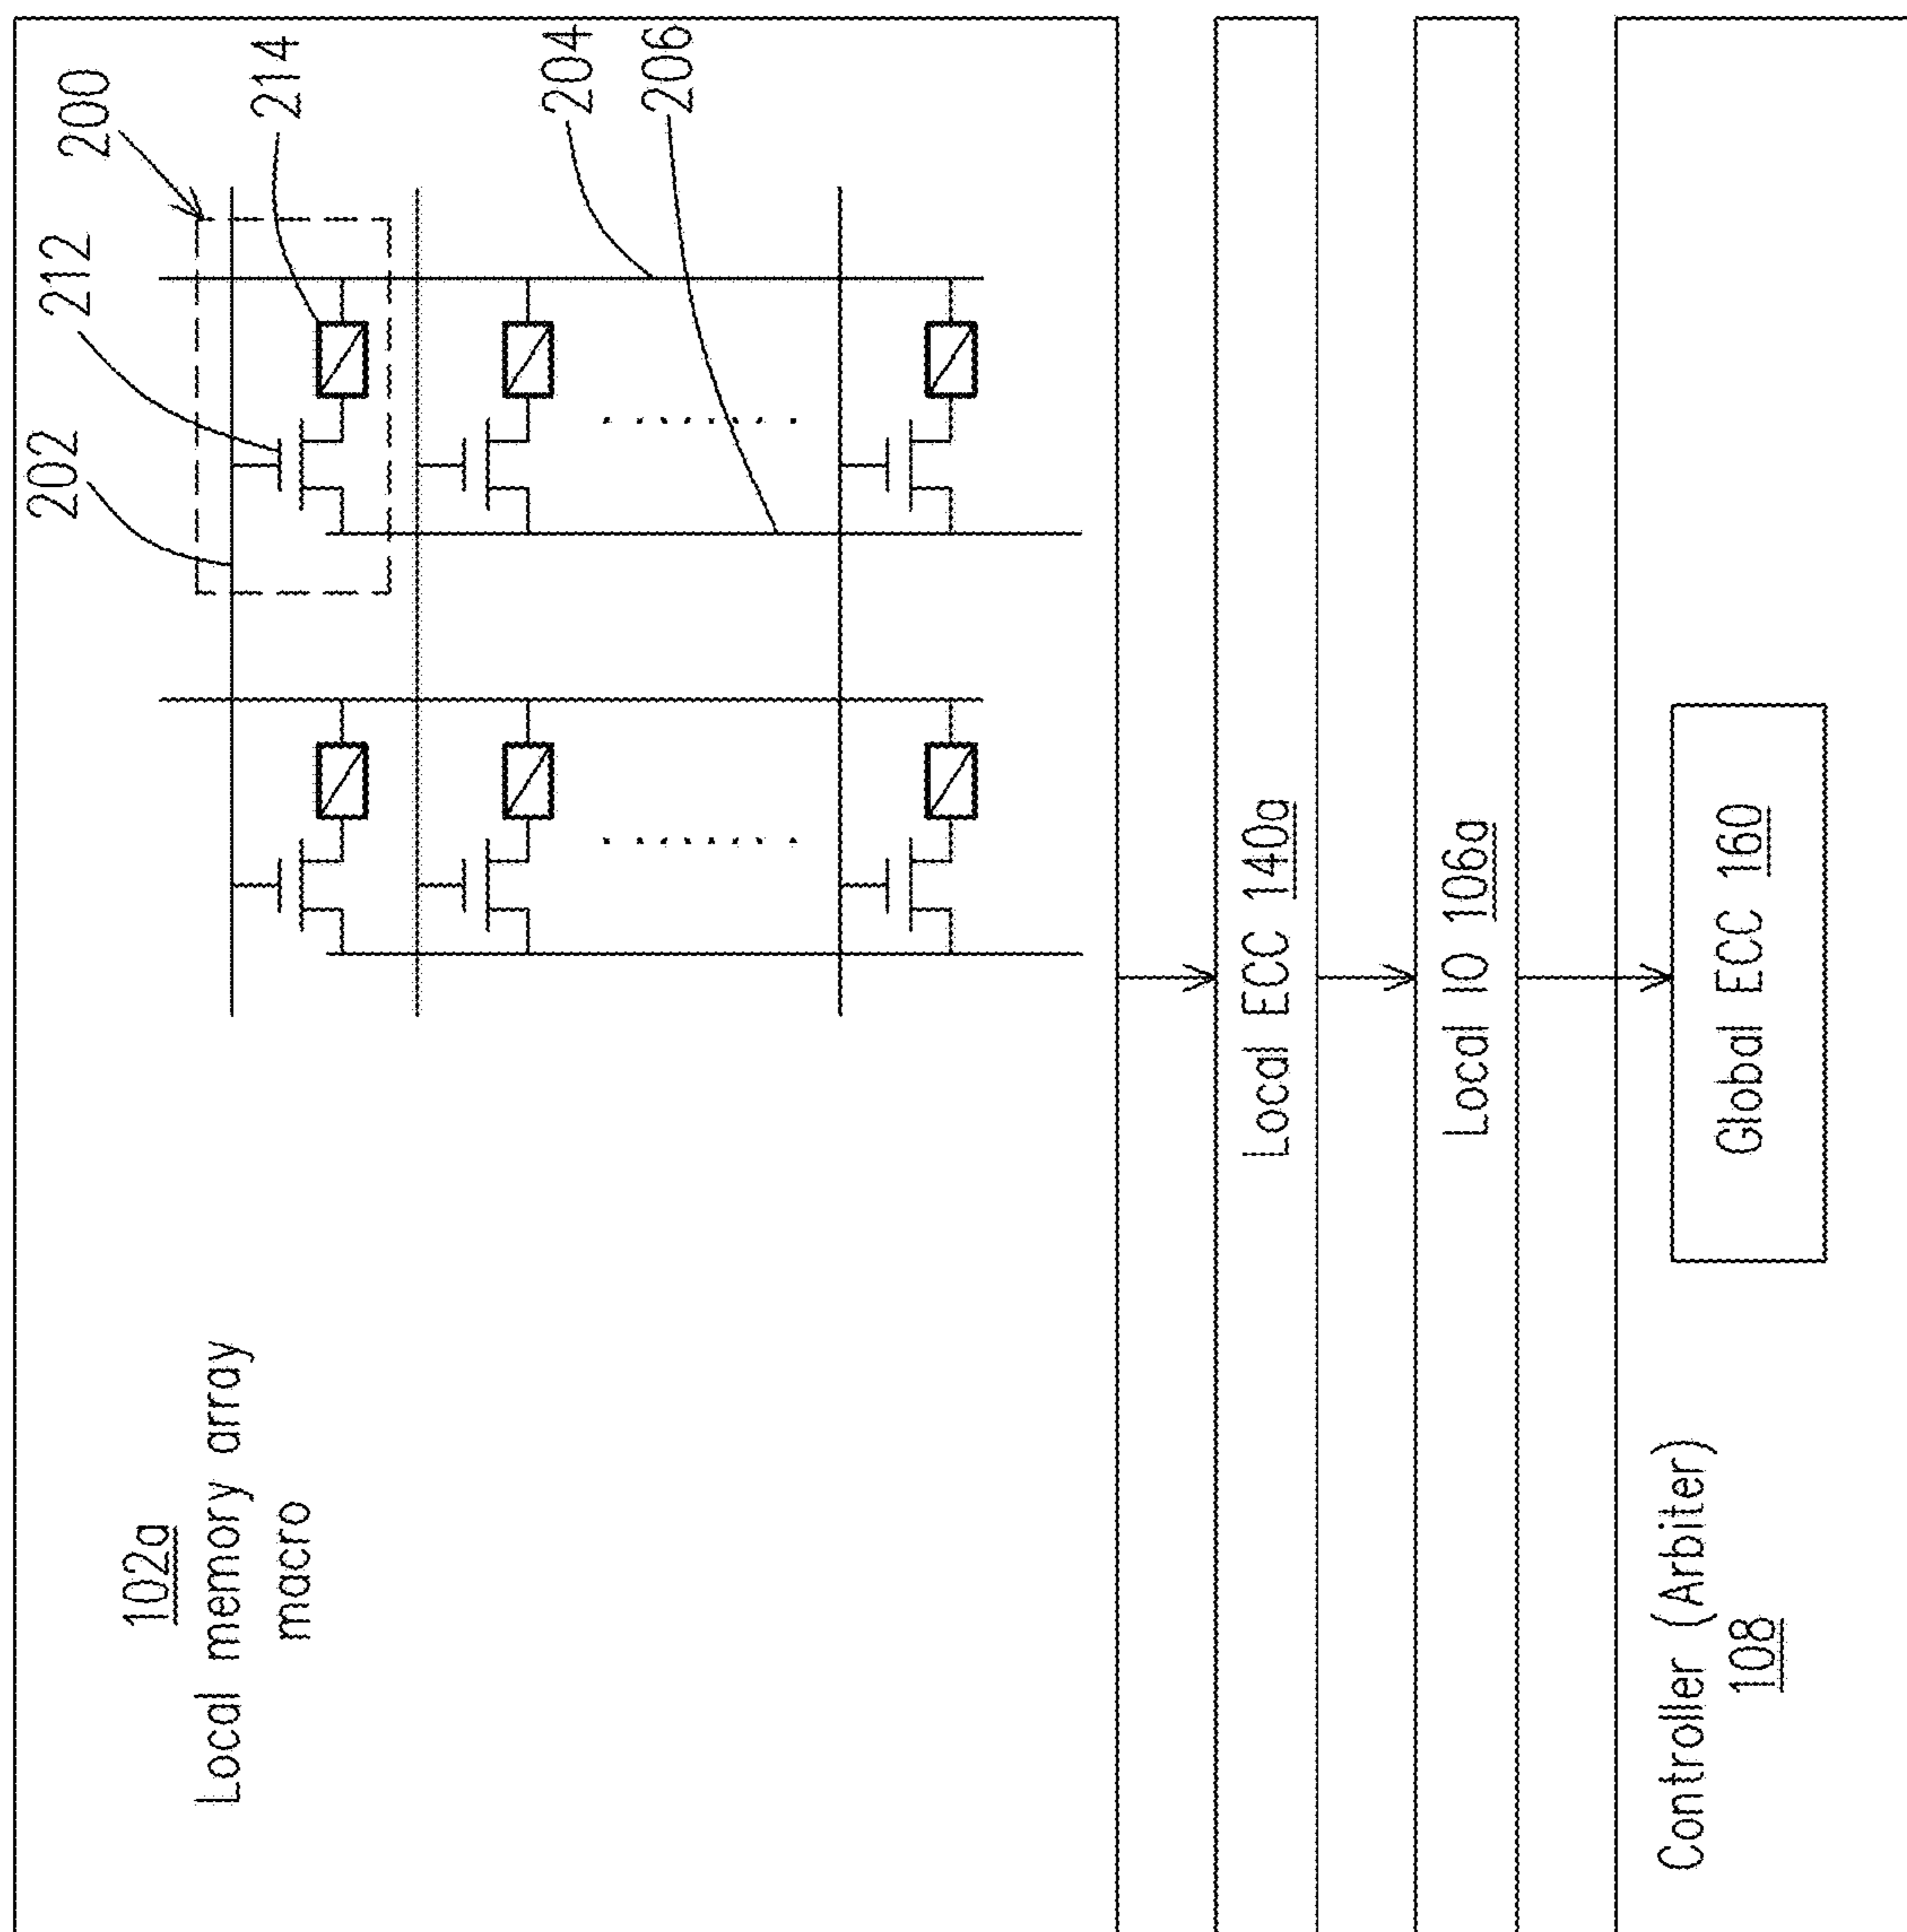 102a
Local memory array
macro
202
212
200
214
204
206
Local ECC 140a
Local IO 106a
Controller (Arbiter)
108
Global ECC 160